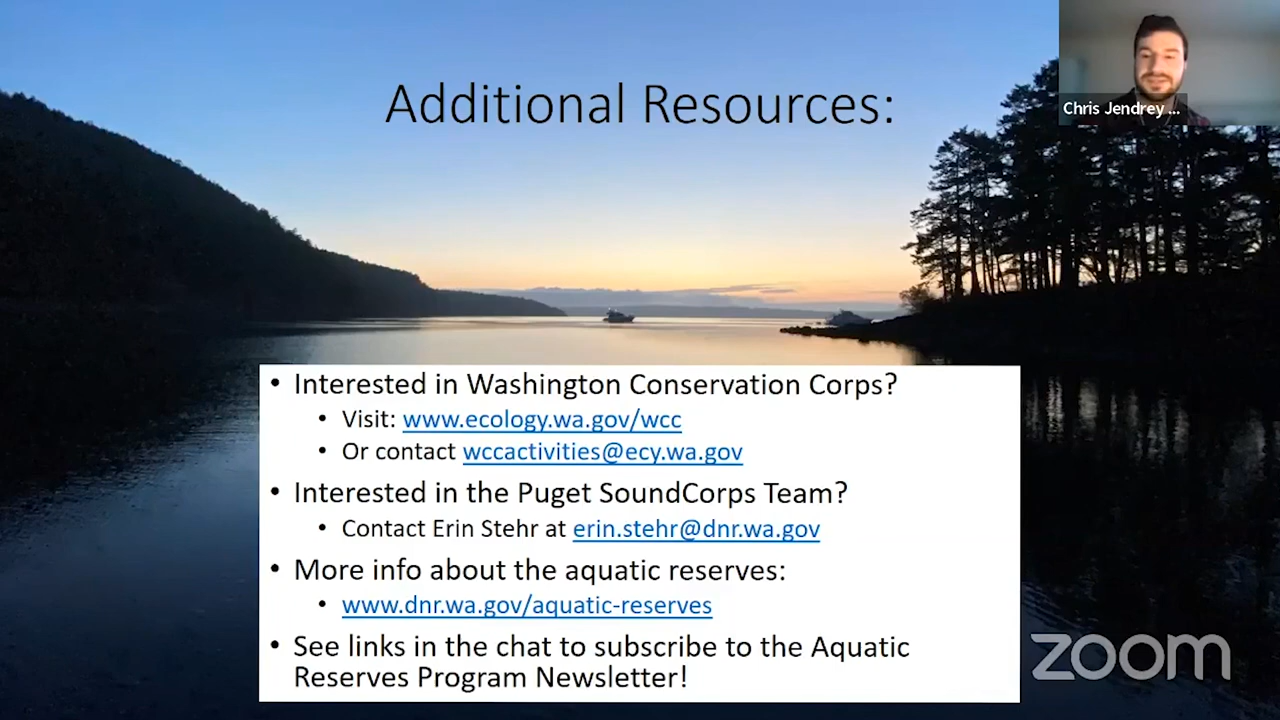 Additional Resources:
Chris Jendrey ...
• Interested in Washington Conservation Corps?
• Visit: www.ecology.wa.gov/wcc
• Or contact wccactivities@ecy.wa.gov
• Interested in the Puget SoundCorps Team?
• Contact Erin Stehr at erin.stehr@dnr.wa.gov
• More info about the aquatic reserves:
• www.dnr.wa.gov/aquatic-reserves
• See links in the chat to subscribe to the Aquatic
Reserves Program Newsletter!
zoom